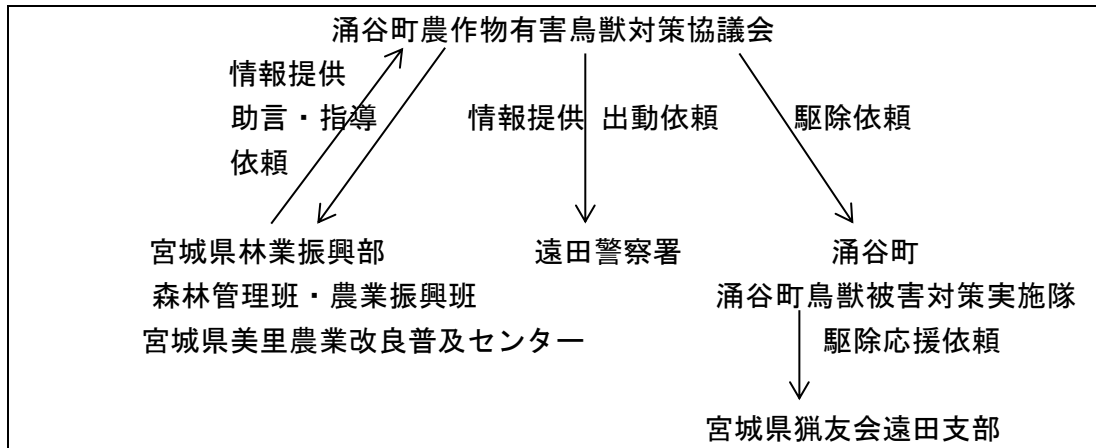 涌谷町農作物有害鳥獣対策協議会
情報提供
助言・指導
依頼
情報提供 出動依頼
駆除依頼
宮城県林業振興部
森林管理班・農業振興班
宮城県美里農業改良普及センター
遠田警察署
涌谷町
涌谷町鳥獣被害対策実施隊
駆除応援依頼
宮城県猟友会遠田支部